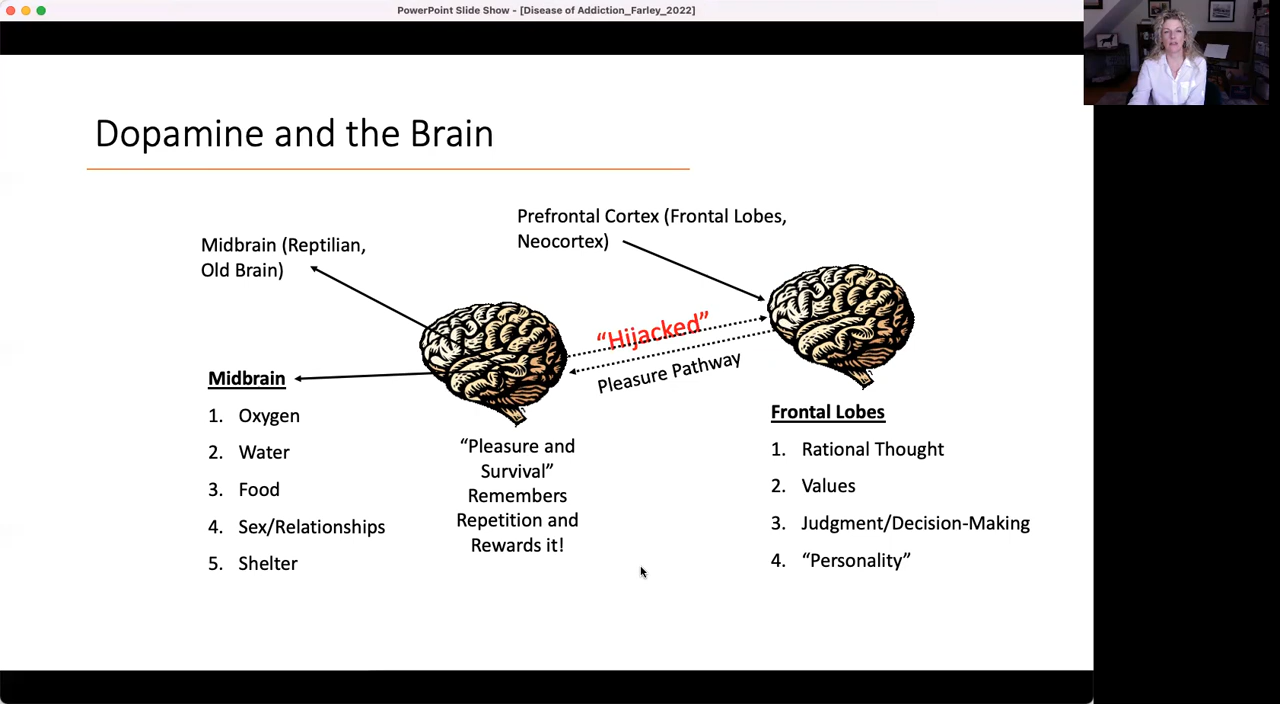 PowerPoint Slide Show - [Disease of Addiction_Farley_2022]
Dopamine and the Brain
Prefrontal Cortex (Frontal Lobes,
Neocortex)
Midbrain (Reptilian,
Old Brain)
“Hijacked”
Pleasure Pathway
Midbrain
1. Oxygen
2. Water
3. Food
4. Sex/Relationships
5. Shelter
“Pleasure and
Survival”
Remembers
Repetition and
Rewards it!
Frontal Lobes
1. Rational Thought
2. Values
3. Judgment/Decision-Making
4. “Personality”